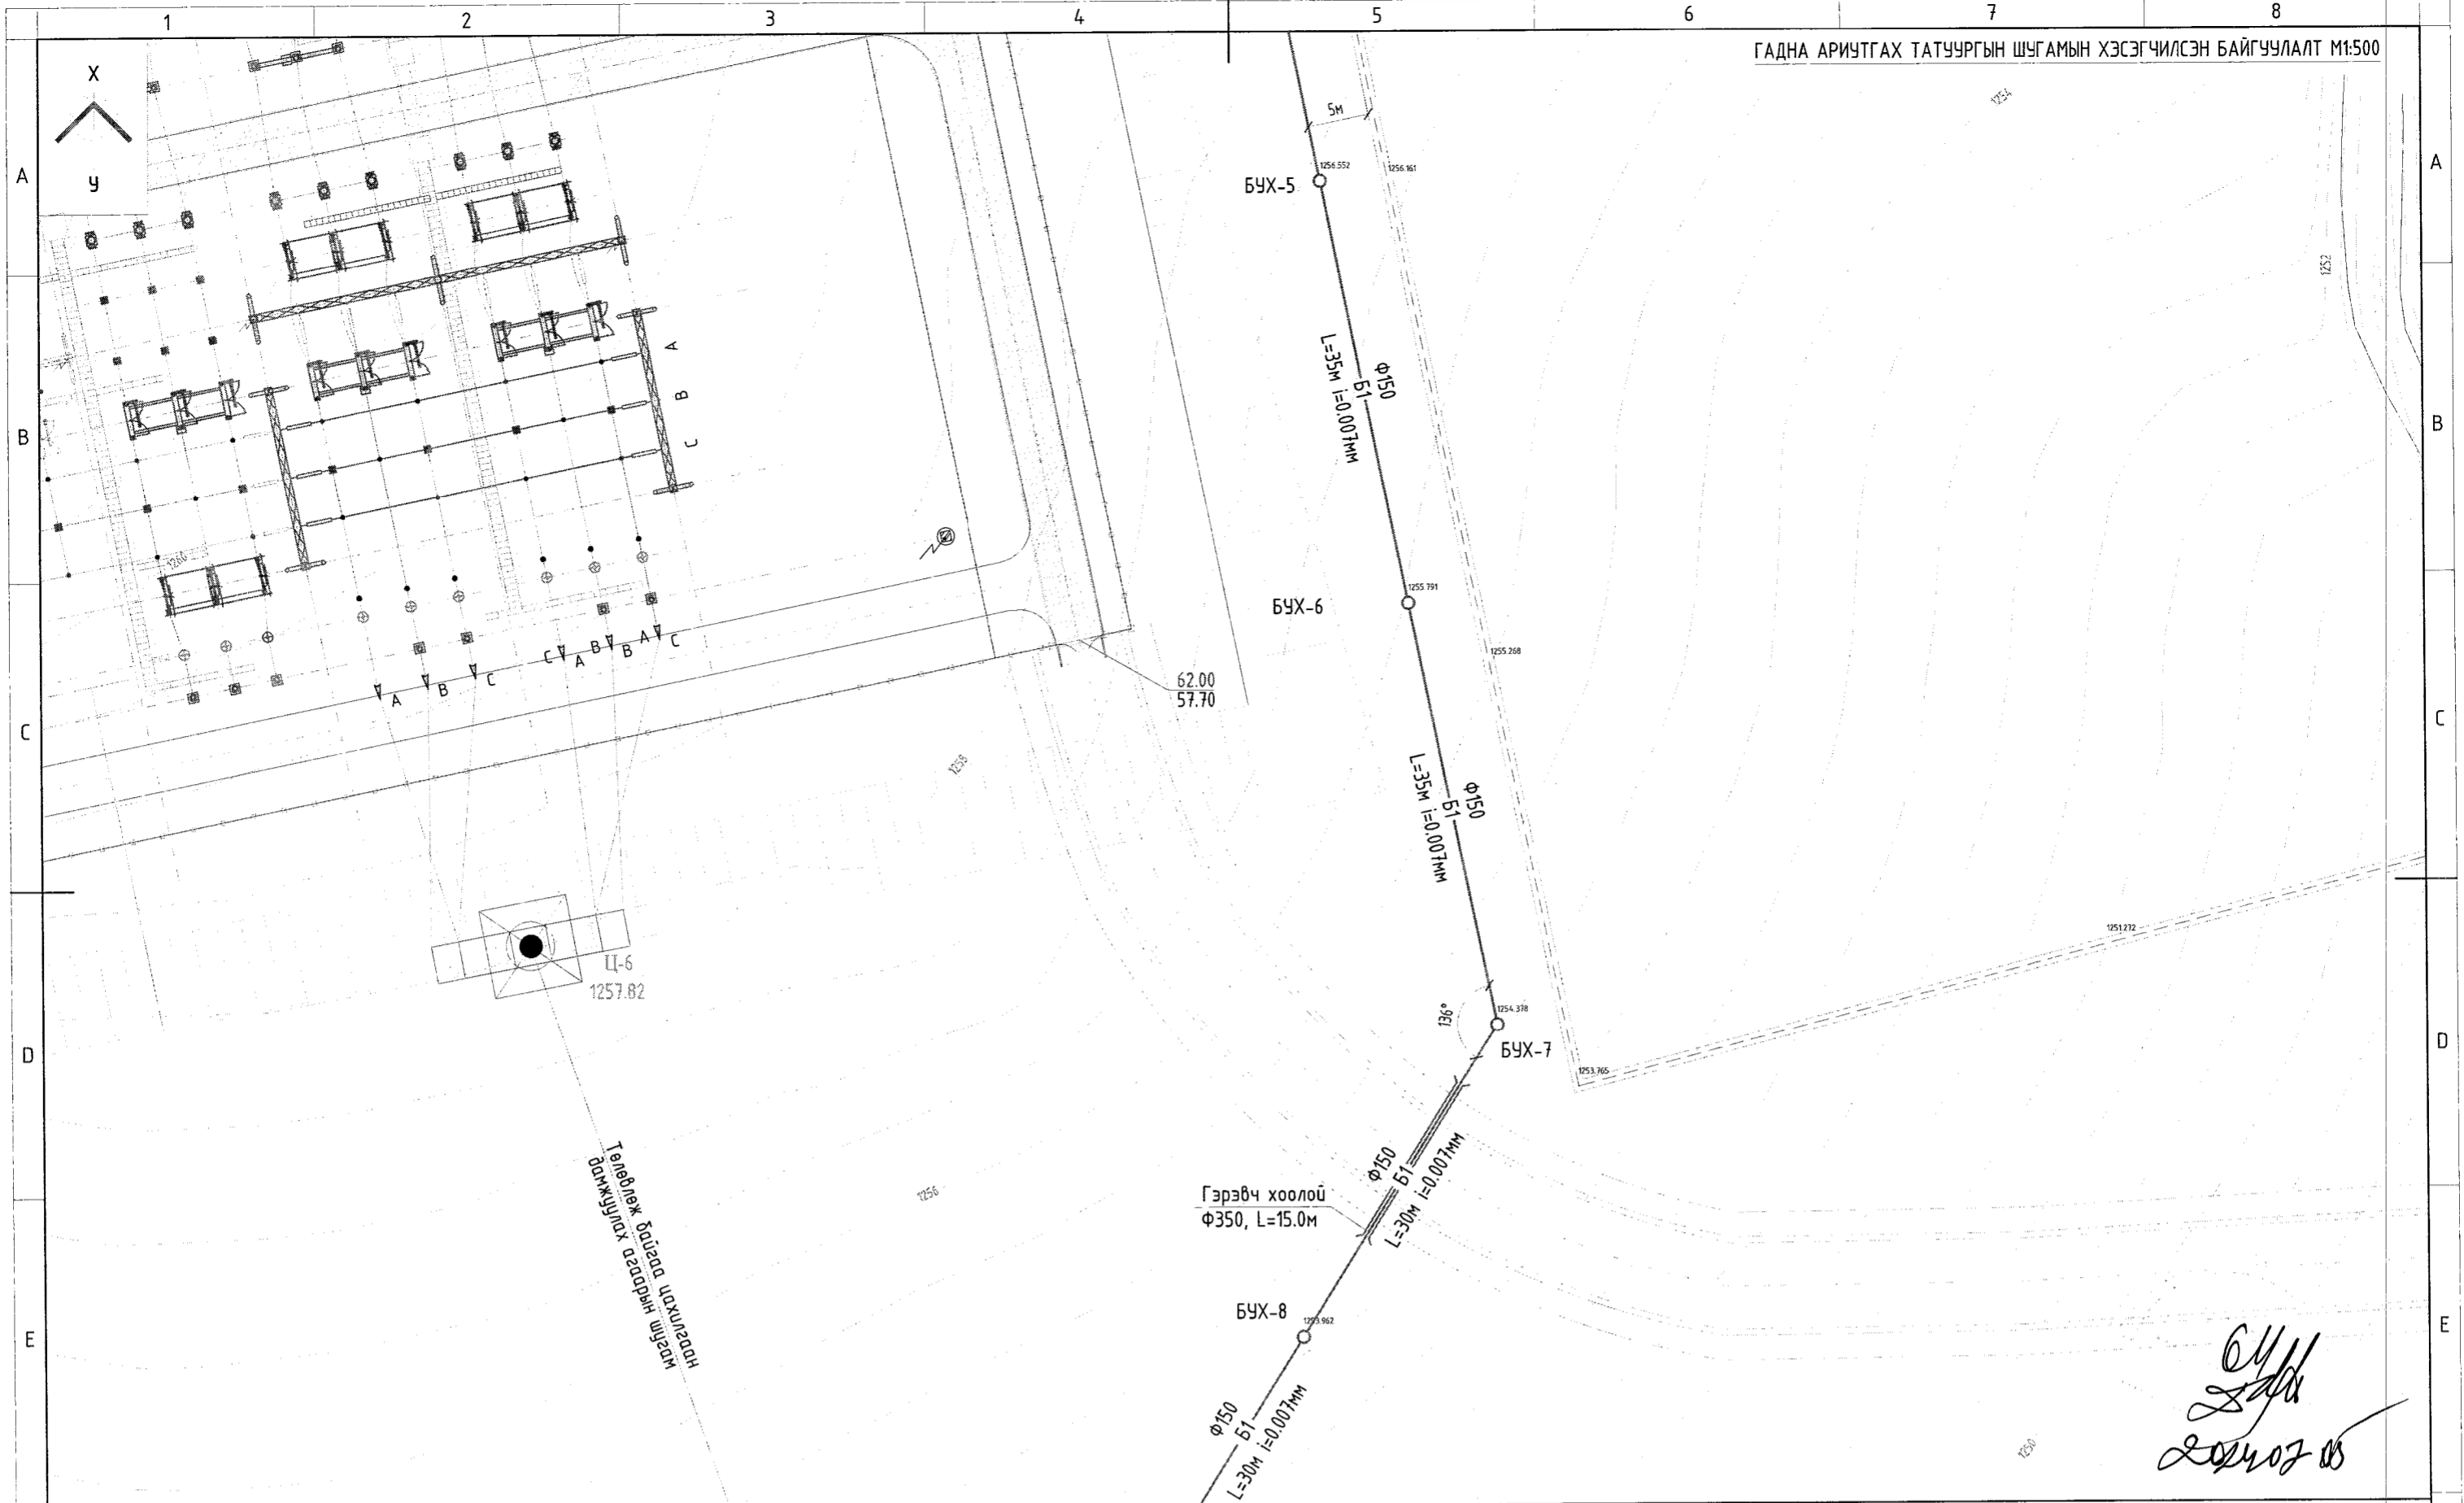 1 2 3 4 5 6 7 8
ГАДНА АРИУТГАХ ТАТУУРГЫН ШУГАМЫН ХЭСЭГЧИЛСЭН БАЙГУУЛАЛТ М1:500
X
У
A
A
5м
1254
1256.552
1256.161
БУХ-5
1252
Ф150
Б1
L=35м i=0.007мм
A
B
C
B
B
1260
1255.791
БУХ-6
1255.268
A B C
C A B B A C
62.00
57.70
C
C
1258
Ф150
Б1
L=35м i=0.007мм
1251.272
Ц-6
1257.82
136°
1254.378
БУХ-7
D
D
1253.765
Төлөвлөж байгаа цахилгаан
дамжуулах агаарын шугам
1256
Ф150
Б1
L=30м i=0.007мм
Гэрэвч хоолой
Ф350, L=15.0м
БУХ-8
1253.962
E
E
Ф150
Б1
L=30м i=0.007мм
1250